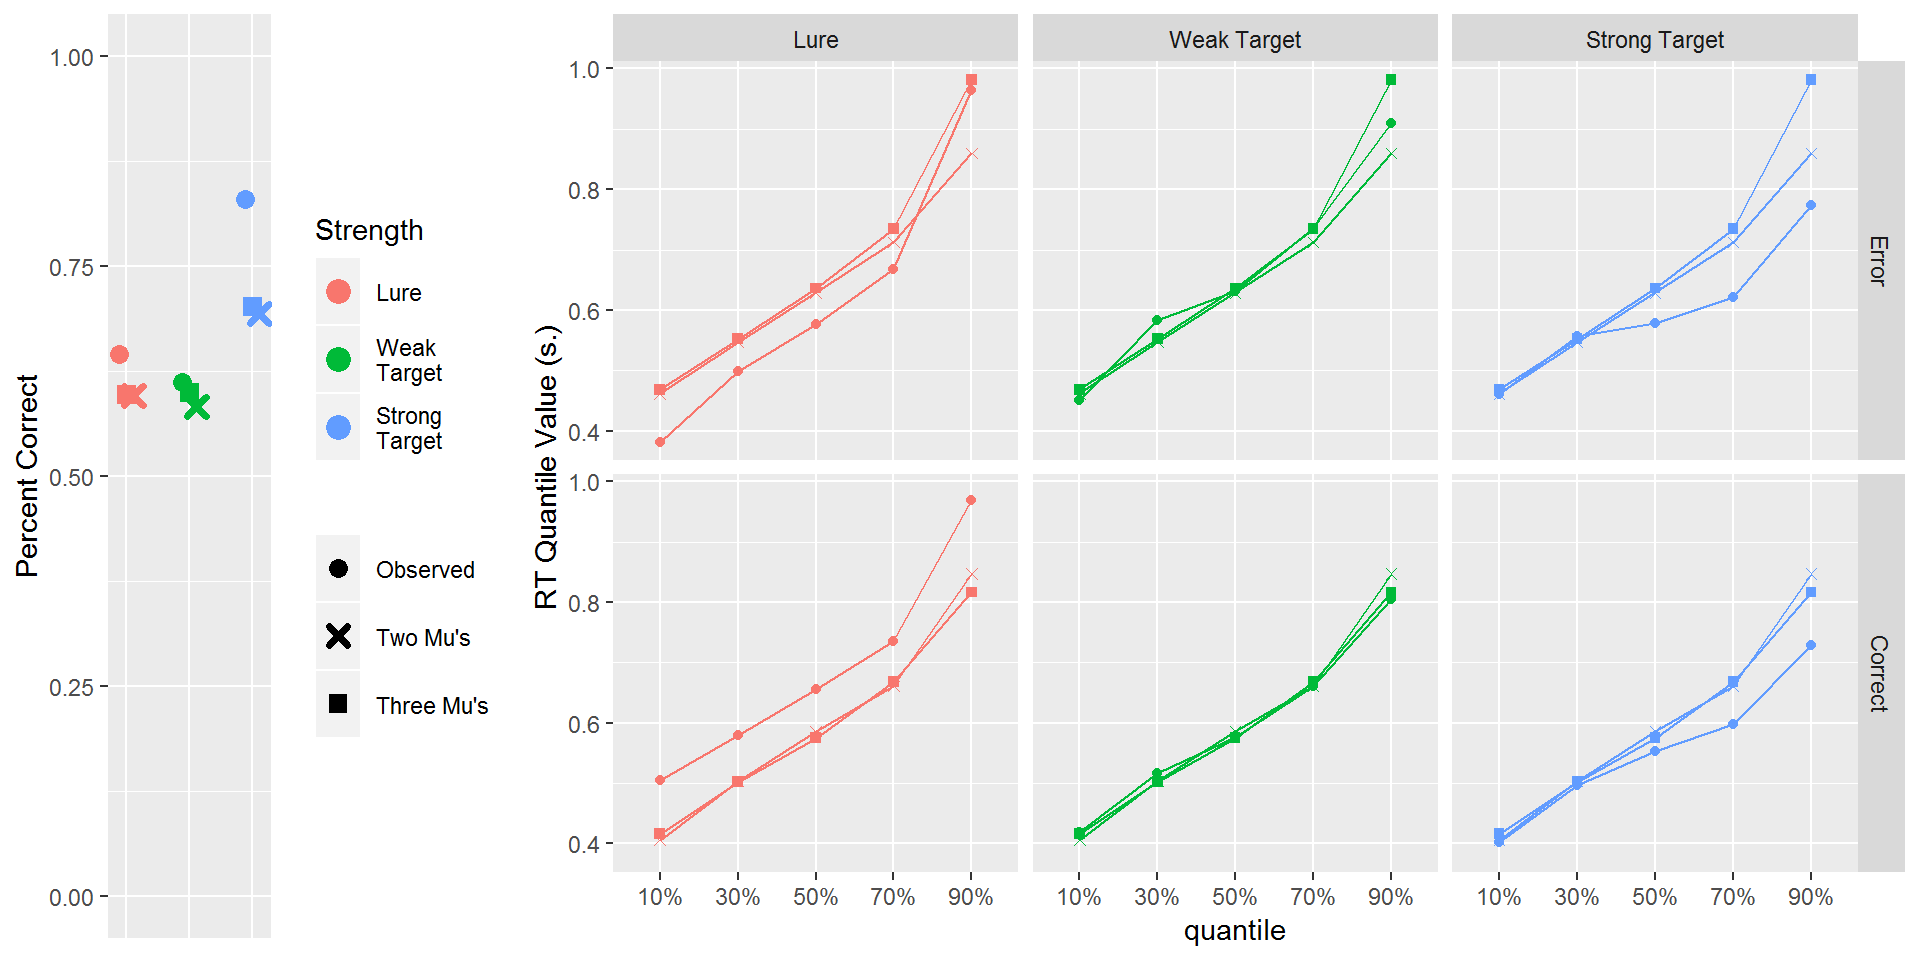 Percent Correct
1.00
0.75
0.50
0.25
0.00
Strength
Lure
Weak
Target
Strong
Target
Observed
Two Mu's
Three Mu's
RT Quantile Value (s.)
Lure
Weak Target
Strong Target
1.0
0.8
0.6
0.4
Error
1.0
0.8
0.6
0.4
Correct
10% 30% 50% 70% 90%
10% 30% 50% 70% 90%
10% 30% 50% 70% 90%
quantile